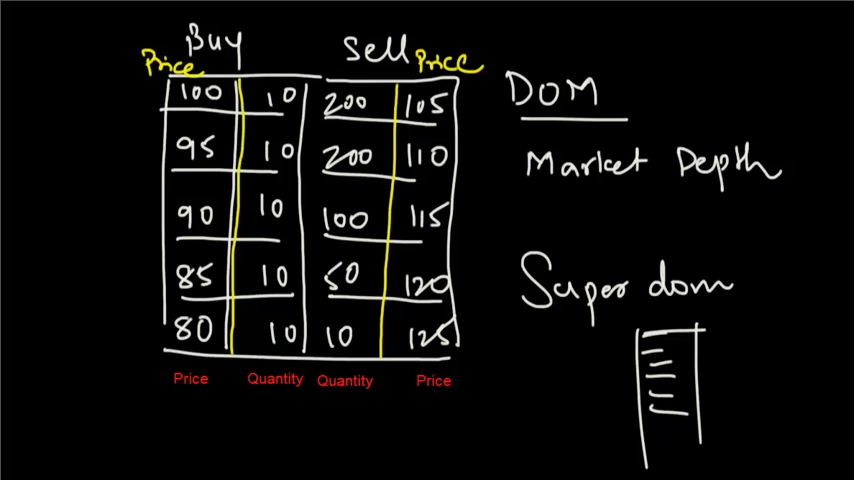 Buy Sell
Price Price
100 10 200 105
95 10 200 110
90 10 100 115
85 10 50 120
80 10 10 125
Price Quantity Quantity Price
DOM
Market Depth
Super dom